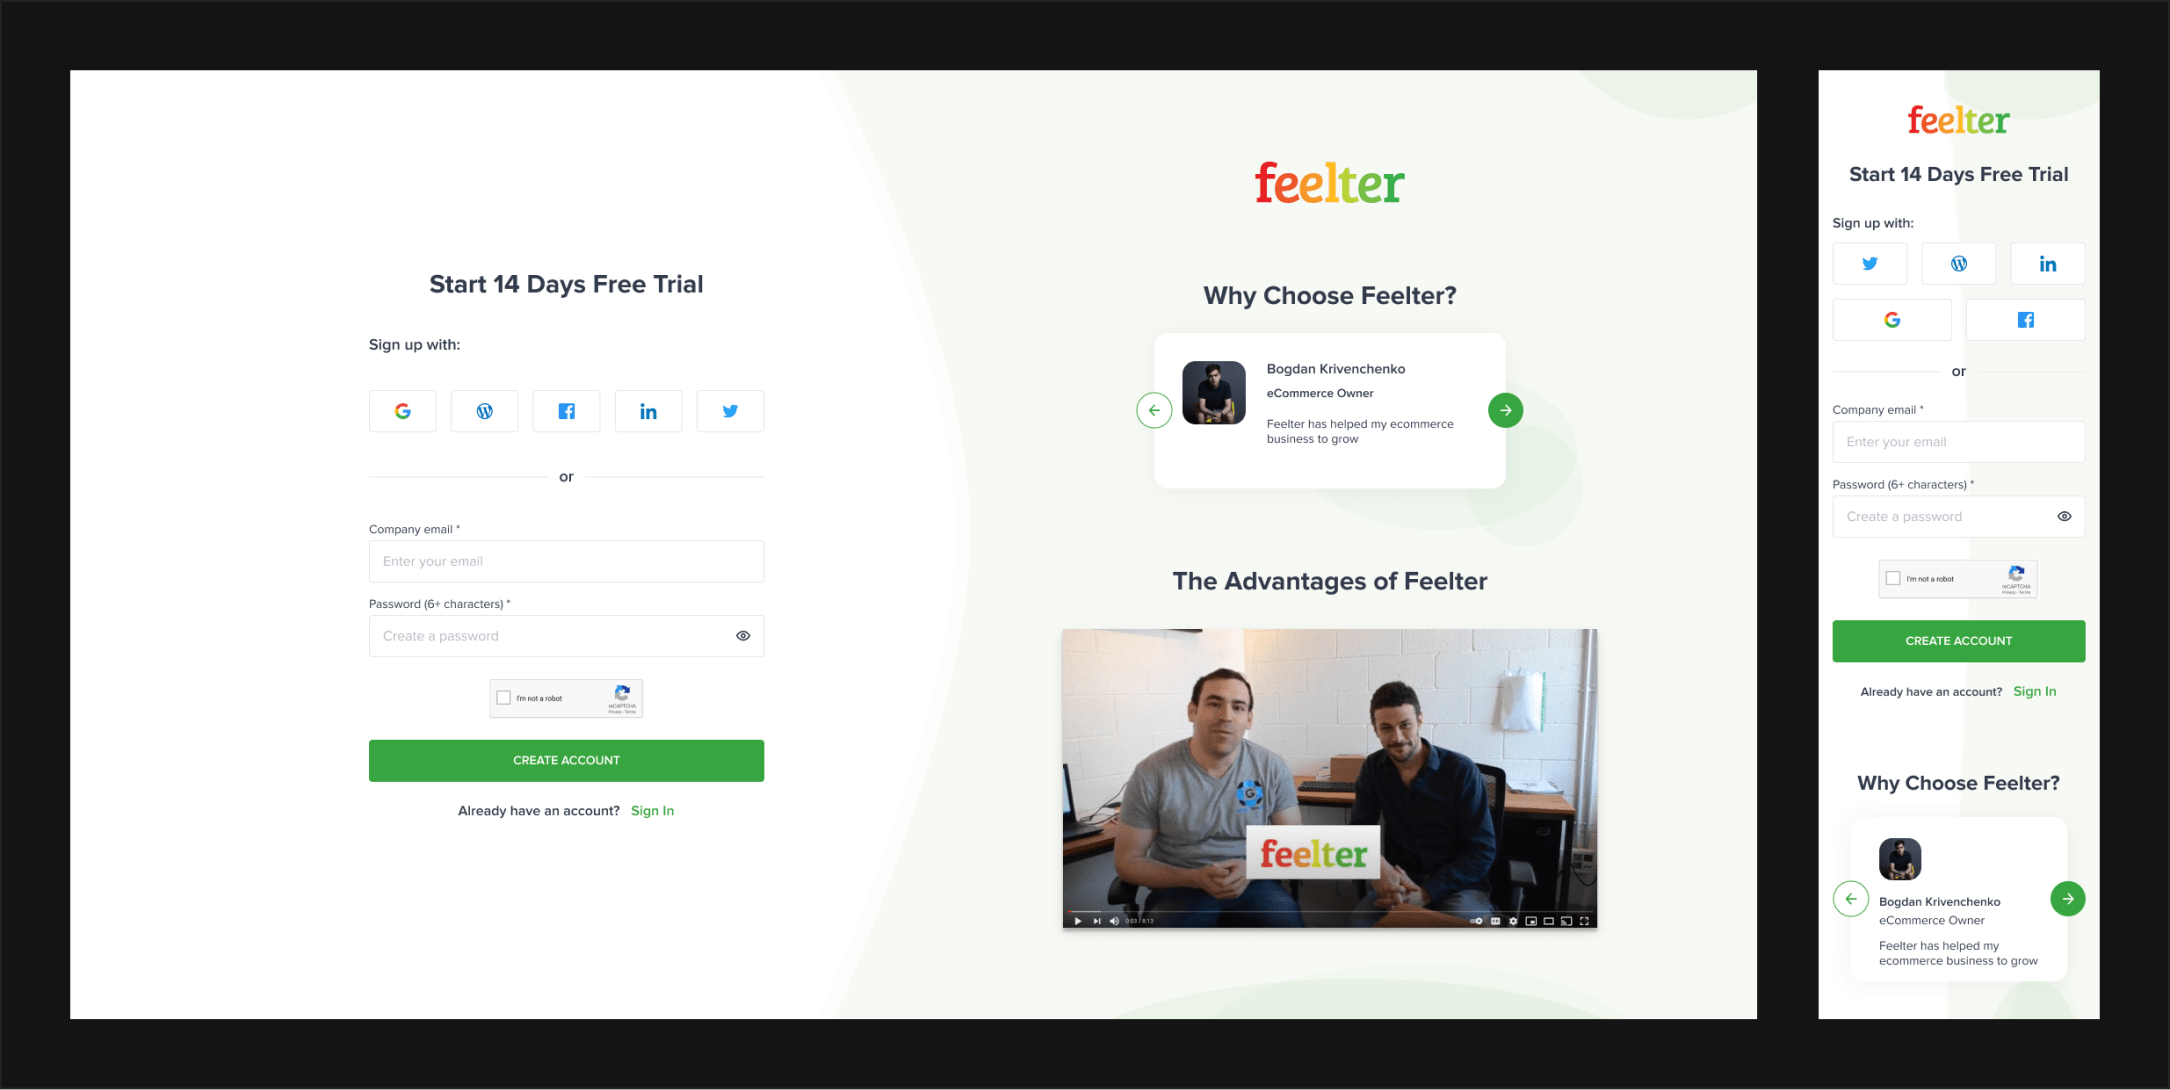 Start 14 Days Free Trial
Sign up with:
or
Company email *
Enter your email
Password (6+ characters) *
Create a password
I'm not a robot
reCAPTCHA
Privacy - Terms
CREATE ACCOUNT
Already have an account? Sign In
feelter
Why Choose Feelter?
Bogdan Krivenchenko
eCommerce Owner
Feelter has helped my ecommerce
business to grow
The Advantages of Feelter
feelter
0:03 / 6:13
feelter
Start 14 Days Free Trial
Sign up with:
or
Company email *
Enter your email
Password (6+ characters) *
Create a password
I'm not a robot
reCAPTCHA
Privacy - Terms
CREATE ACCOUNT
Already have an account? Sign In
Why Choose Feelter?
Bogdan Krivenchenko
eCommerce Owner
Feelter has helped my
ecommerce business to grow